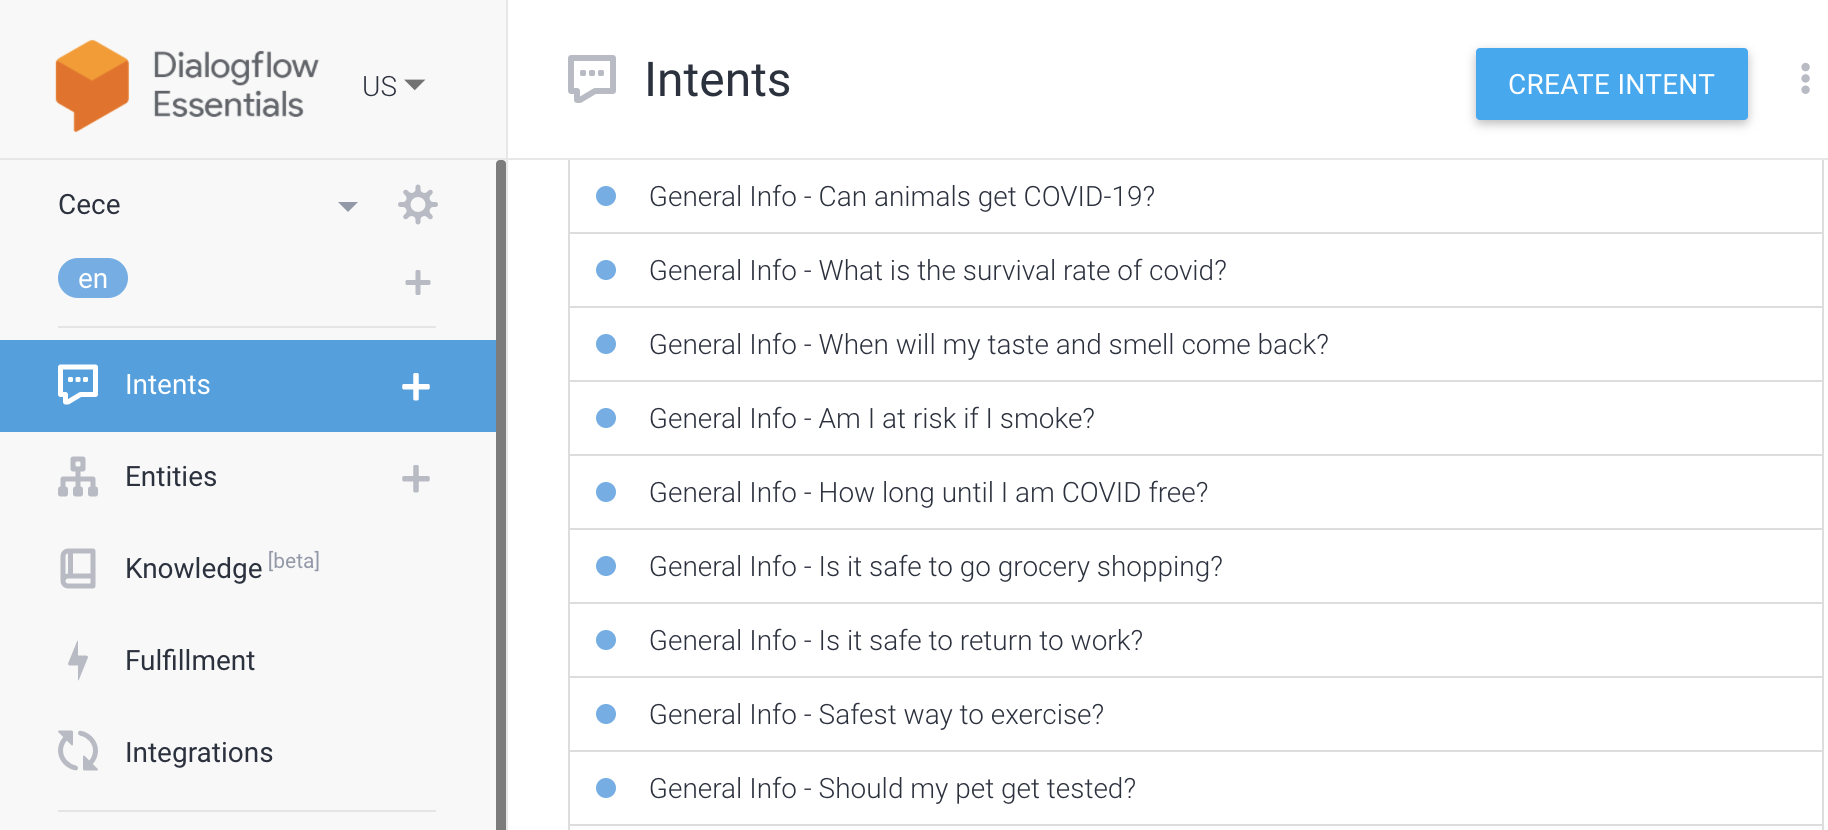 Dialogflow
Essentials
US
Cece
en
Intents
Entities
Knowledge [beta]
Fulfillment
Integrations
Intents
CREATE INTENT
General Info - Can animals get COVID-19?
General Info - What is the survival rate of covid?
General Info - When will my taste and smell come back?
General Info - Am I at risk if I smoke?
General Info - How long until I am COVID free?
General Info - Is it safe to go grocery shopping?
General Info - Is it safe to return to work?
General Info - Safest way to exercise?
General Info - Should my pet get tested?